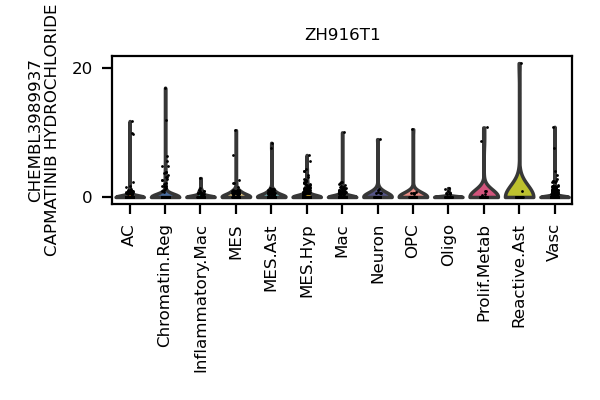 ZH916T1
CHEMBL3989937
CAPMATINIB HYDROCHLORIDE
20
0
AC
Chromatin.Reg
Inflammatory.Mac
MES
MES.Ast
MES.Hyp
Mac
Neuron
OPC
Oligo
Prolif.Metab
Reactive.Ast
Vasc